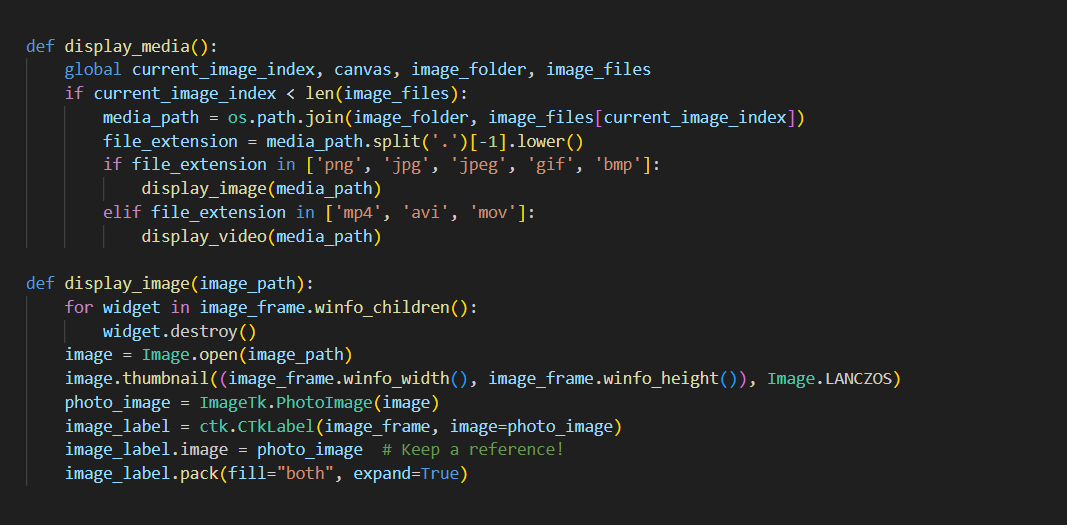 def display_media():
    global current_image_index, canvas, image_folder, image_files
    if current_image_index < len(image_files):
        media_path = os.path.join(image_folder, image_files[current_image_index])
        file_extension = media_path.split('.')[-1].lower()
        if file_extension in ['png', 'jpg', 'jpeg', 'gif', 'bmp']:
            display_image(media_path)
        elif file_extension in ['mp4', 'avi', 'mov']:
            display_video(media_path)

def display_image(image_path):
    for widget in image_frame.winfo_children():
        widget.destroy()
    image = Image.open(image_path)
    image.thumbnail((image_frame.winfo_width(), image_frame.winfo_height()), Image.LANCZOS)
    photo_image = ImageTk.PhotoImage(image)
    image_label = ctk.CTkLabel(image_frame, image=photo_image)
    image_label.image = photo_image  # Keep a reference!
    image_label.pack(fill="both", expand=True)